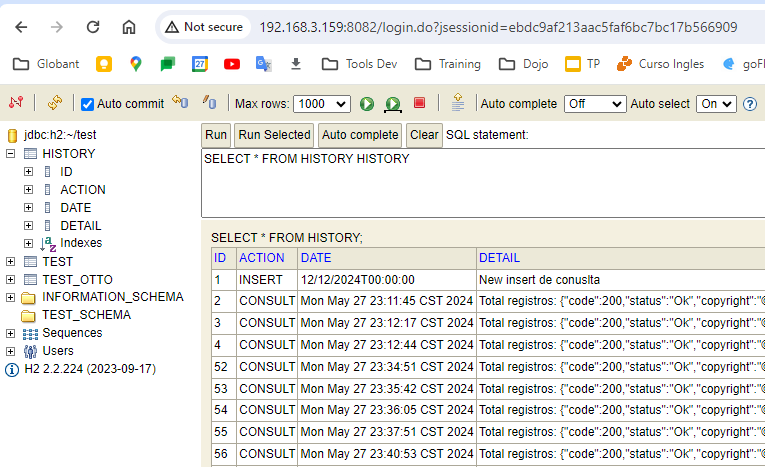 Not secure 192.168.3.159:8082/login.do?jsessionid=ebdc9af213aac5faf6bc7bc17b566909
Globant Tools Dev Training Dojo TP Curso Ingles
Auto commit Max rows: 1000 Auto complete Off Auto select On
jdbc:h2:~/test
HISTORY
ID
ACTION
DATE
DETAIL
Indexes
TEST
TEST_OTTO
INFORMATION_SCHEMA
TEST_SCHEMA
Sequences
Users
H2 2.2.224 (2023-09-17)
Run Run Selected Auto complete Clear SQL statement:
SELECT * FROM HISTORY HISTORY
SELECT * FROM HISTORY;
ID ACTION DATE DETAIL
1 INSERT 12/12/2024T00:00:00 New insert de conuslta
2 CONSULT Mon May 27 23:11:45 CST 2024 Total registros: {"code":200,"status":"Ok","copyright":"©
3 CONSULT Mon May 27 23:12:17 CST 2024 Total registros: {"code":200,"status":"Ok","copyright":"©
4 CONSULT Mon May 27 23:12:44 CST 2024 Total registros: {"code":200,"status":"Ok","copyright":"©
52 CONSULT Mon May 27 23:34:51 CST 2024 Total registros: {"code":200,"status":"Ok","copyright":"©
53 CONSULT Mon May 27 23:35:42 CST 2024 Total registros: {"code":200,"status":"Ok","copyright":"©
54 CONSULT Mon May 27 23:36:05 CST 2024 Total registros: {"code":200,"status":"Ok","copyright":"©
55 CONSULT Mon May 27 23:37:51 CST 2024 Total registros: {"code":200,"status":"Ok","copyright":"©
56 CONSULT Mon May 27 23:40:53 CST 2024 Total registros: {"code":200,"status":"Ok","copyright":"©